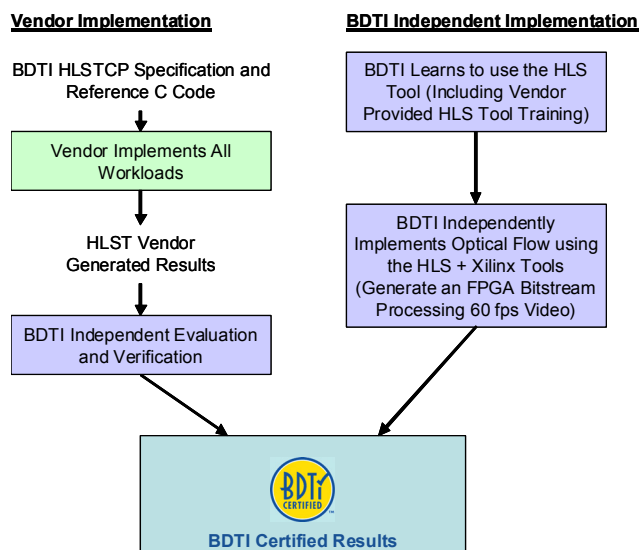 Vendor Implementation
BDTI HLSTCP Specification and
Reference C Code
Vendor Implements All
Workloads
HLST Vendor
Generated Results
BDTI Independent Evaluation
and Verification
BDTI Independent Implementation
BDTI Learns to use the HLS
Tool (Including Vendor
Provided HLS Tool Training)
BDTI Independently
Implements Optical Flow using
the HLS + Xilinx Tools
(Generate an FPGA Bitstream
Processing 60 fps Video)
BDTi
CERTIFIED
TM
BDTI Certified Results